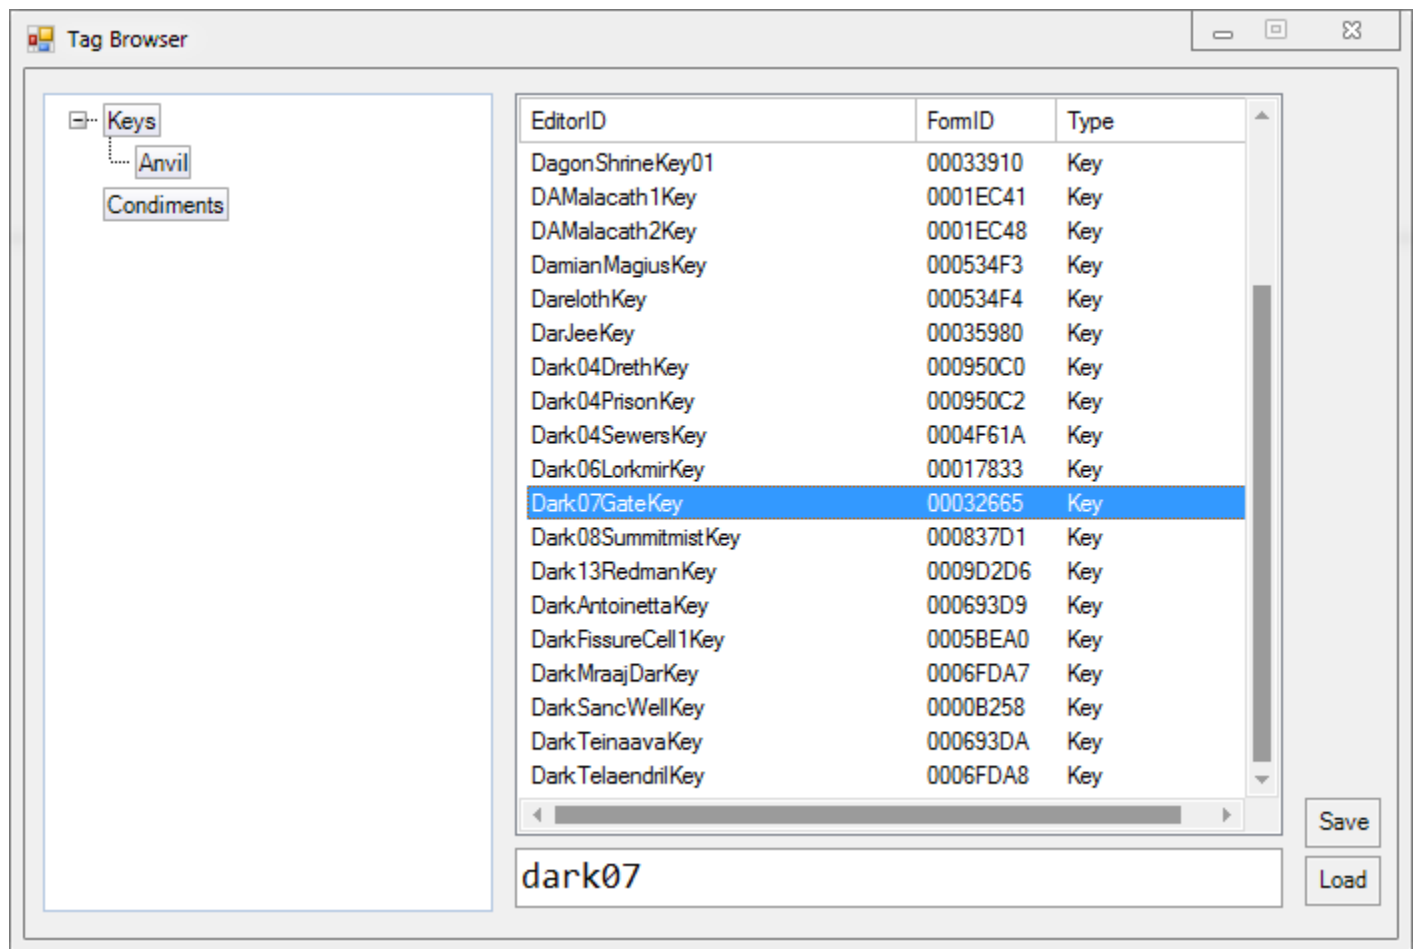 Tag Browser
Keys
Anvil
Condiments
EditorID FormID Type
DagonShrineKey01 00033910 Key
DAMalacath1Key 0001EC41 Key
DAMalacath2Key 0001EC48 Key
DamianMagiusKey 000534F3 Key
DarelothKey 000534F4 Key
DarJeeKey 00035980 Key
Dark04DrethKey 000950C0 Key
Dark04PrisonKey 000950C2 Key
Dark04SewersKey 0004F61A Key
Dark06LorkmirKey 00017833 Key
Dark07GateKey 00032665 Key
Dark08SummitmistKey 000837D1 Key
Dark13RedmanKey 0009D2D6 Key
DarkAntoinettaKey 000693D9 Key
DarkFissureCell1Key 0005BEA0 Key
DarkMraajDarKey 0006FDA7 Key
DarkSancWellKey 0000B258 Key
DarkTeinaavaKey 000693DA Key
DarkTelaendrilKey 0006FDA8 Key
dark07
Save
Load